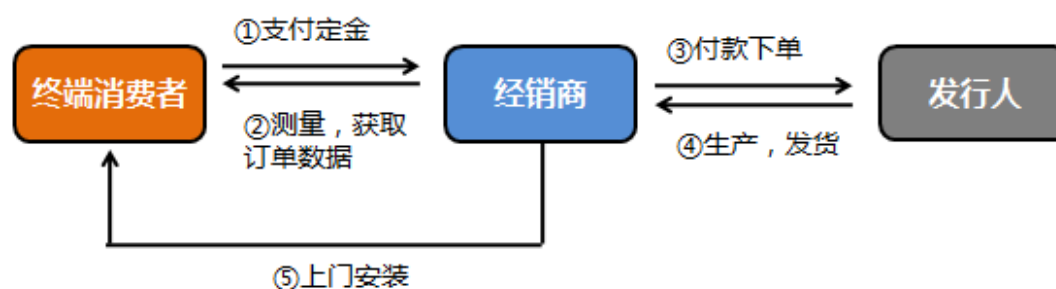 ①支付定金
③付款下单
终端消费者
经销商
发行人
②测量，获取
订单数据
④生产，发货
⑤上门安装